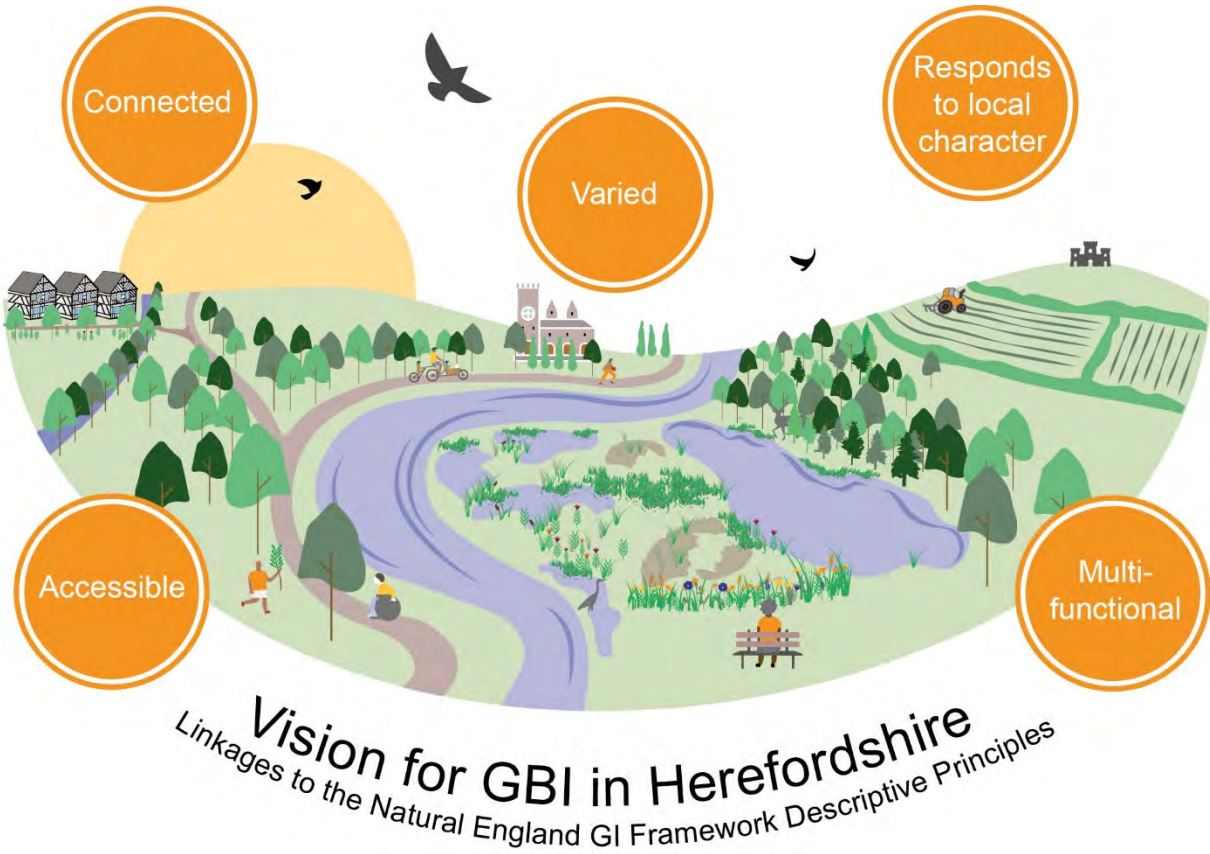 Connected
Responds
to local
character
Varied
Accessible
Multi-
functional
Vision for GBI in Herefordshire
Linkages to the Natural England GI Framework Descriptive Principles